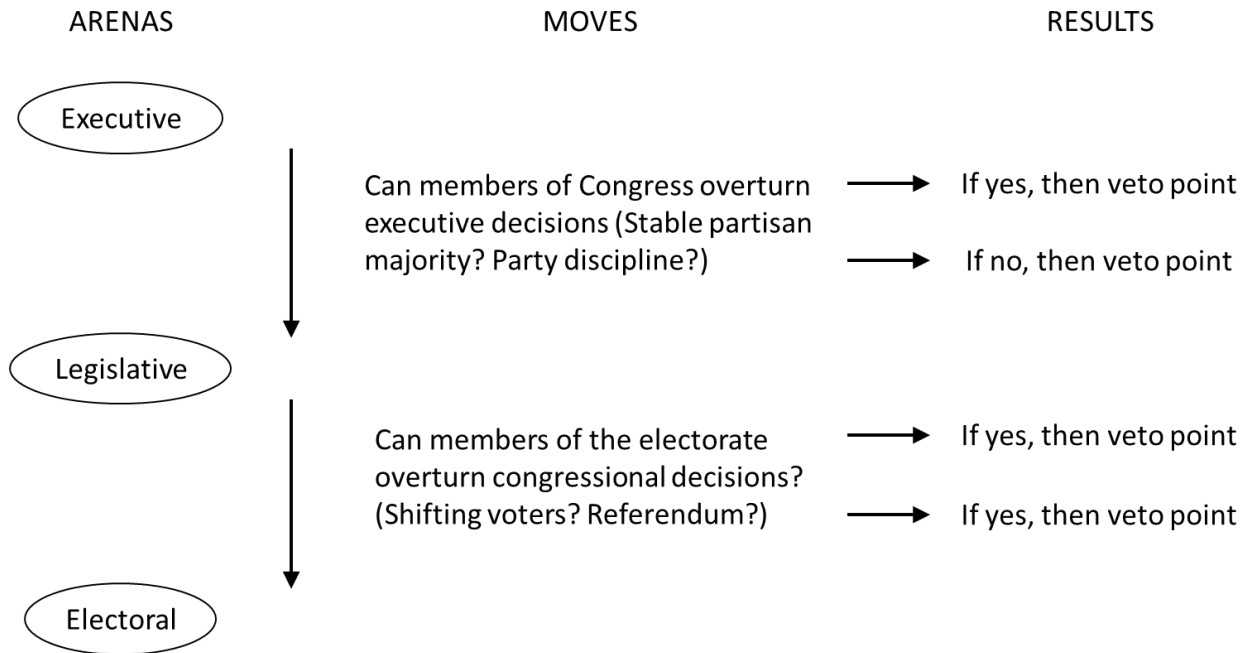 ARENAS MOVES RESULTS
Executive
Can members of Congress overturn
executive decisions (Stable partisan
majority? Party discipline?)
If yes, then veto point
If no, then veto point
Legislative
Can members of the electorate
overturn congressional decisions?
(Shifting voters? Referendum?)
If yes, then veto point
If yes, then veto point
Electoral